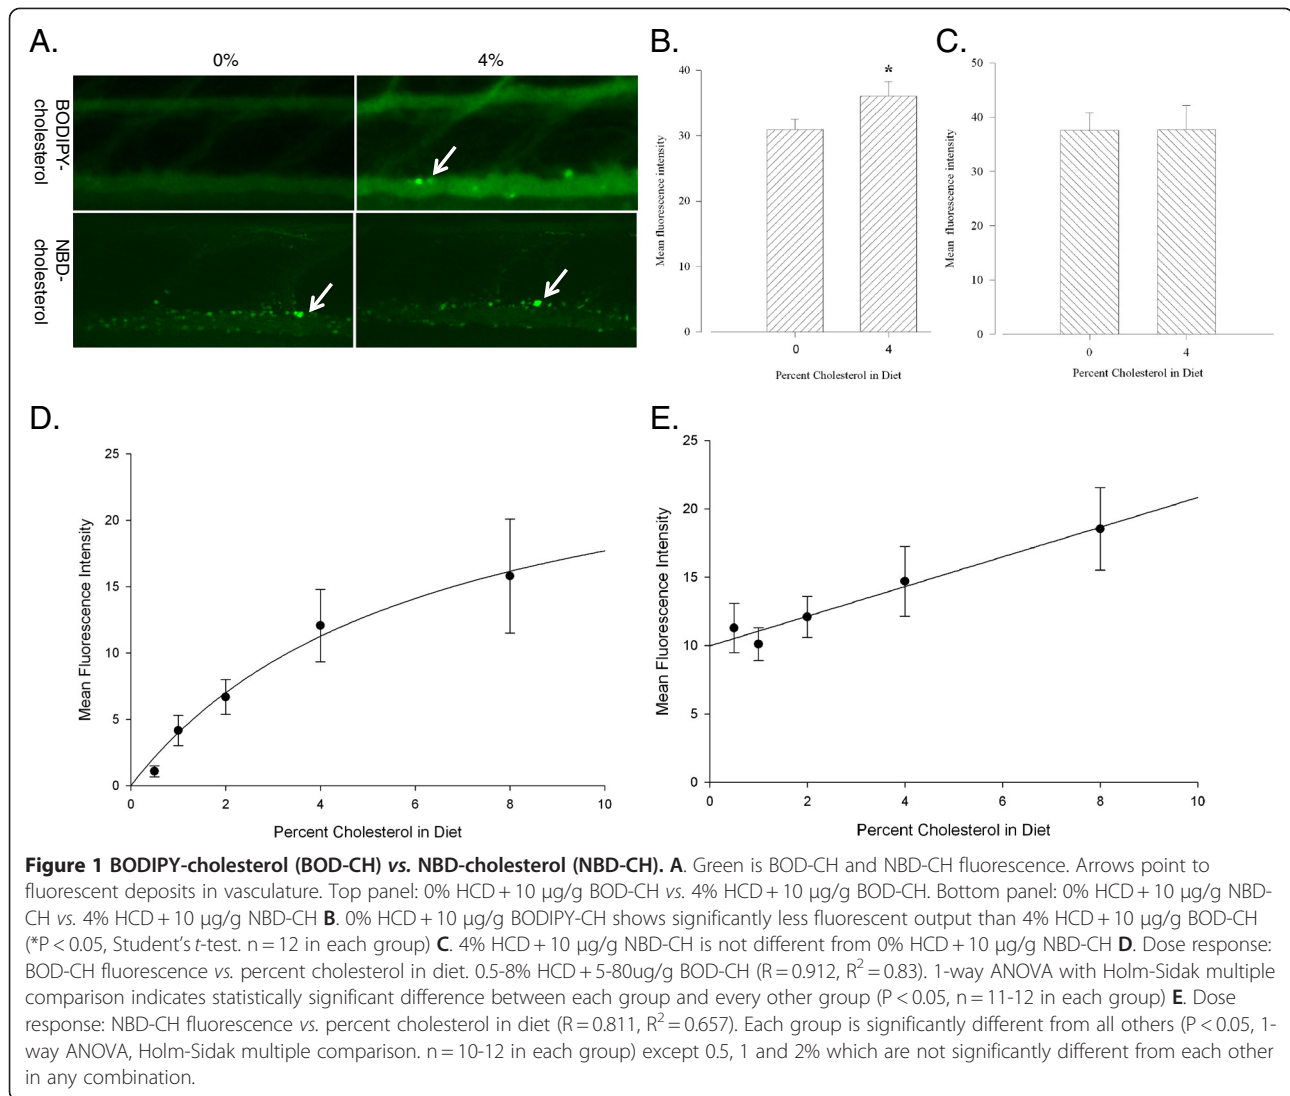 A.
0%
4%
BODIPY-
cholesterol
NBD-
cholesterol
B.
40
30
20
10
0
Mean fluorescence intensity
*
0
4
Percent Cholesterol in Diet
C.
50
40
30
20
10
0
Mean fluorescence intensity
0
4
Percent Cholesterol in Diet
D.
25
20
15
10
5
0
Mean Fluorescence Intensity
0
2
4
6
8
10
Percent Cholesterol in Diet
E.
25
20
15
10
5
0
Mean Fluorescence Intensity
0
2
4
6
8
10
Percent Cholesterol in Diet
Figure 1 BODIPY-cholesterol (BOD-CH) vs. NBD-cholesterol (NBD-CH). A. Green is BOD-CH and NBD-CH fluorescence. Arrows point to
fluorescent deposits in vasculature. Top panel: 0% HCD + 10 μg/g BOD-CH vs. 4% HCD + 10 μg/g BOD-CH. Bottom panel: 0% HCD + 10 μg/g NBD-
CH vs. 4% HCD + 10 μg/g NBD-CH B. 0% HCD + 10 μg/g BODIPY-CH shows significantly less fluorescent output than 4% HCD + 10 μg/g BOD-CH
(*P < 0.05, Student's t-test. n = 12 in each group) C. 4% HCD + 10 μg/g NBD-CH is not different from 0% HCD + 10 μg/g NBD-CH D. Dose response:
BOD-CH fluorescence vs. percent cholesterol in diet. 0.5-8% HCD + 5-80ug/g BOD-CH (R = 0.912, R² = 0.83). 1-way ANOVA with Holm-Sidak multiple
comparison indicates statistically significant difference between each group and every other group (P < 0.05, n = 11-12 in each group) E. Dose
response: NBD-CH fluorescence vs. percent cholesterol in diet (R = 0.811, R² = 0.657). Each group is significantly different from all others (P < 0.05, 1-
way ANOVA, Holm-Sidak multiple comparison. n = 10-12 in each group) except 0.5, 1 and 2% which are not significantly different from each other
in any combination.